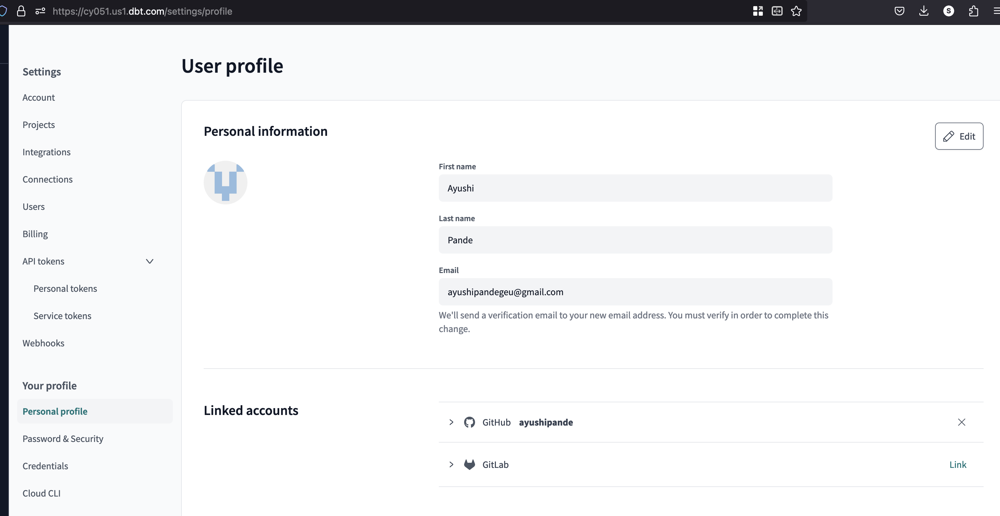 https://cy051.us1.dbt.com/settings/profile
S
Settings
Account
Projects
Integrations
Connections
Users
Billing
API tokens
Personal tokens
Service tokens
Webhooks
Your profile
Personal profile
Password & Security
Credentials
Cloud CLI
User profile
Personal information
Edit
First name
Ayushi
Last name
Pande
Email
ayushipandegeu@gmail.com
We'll send a verification email to your new email address. You must verify in order to complete this
change.
Linked accounts
GitHub ayushipande
GitLab
Link